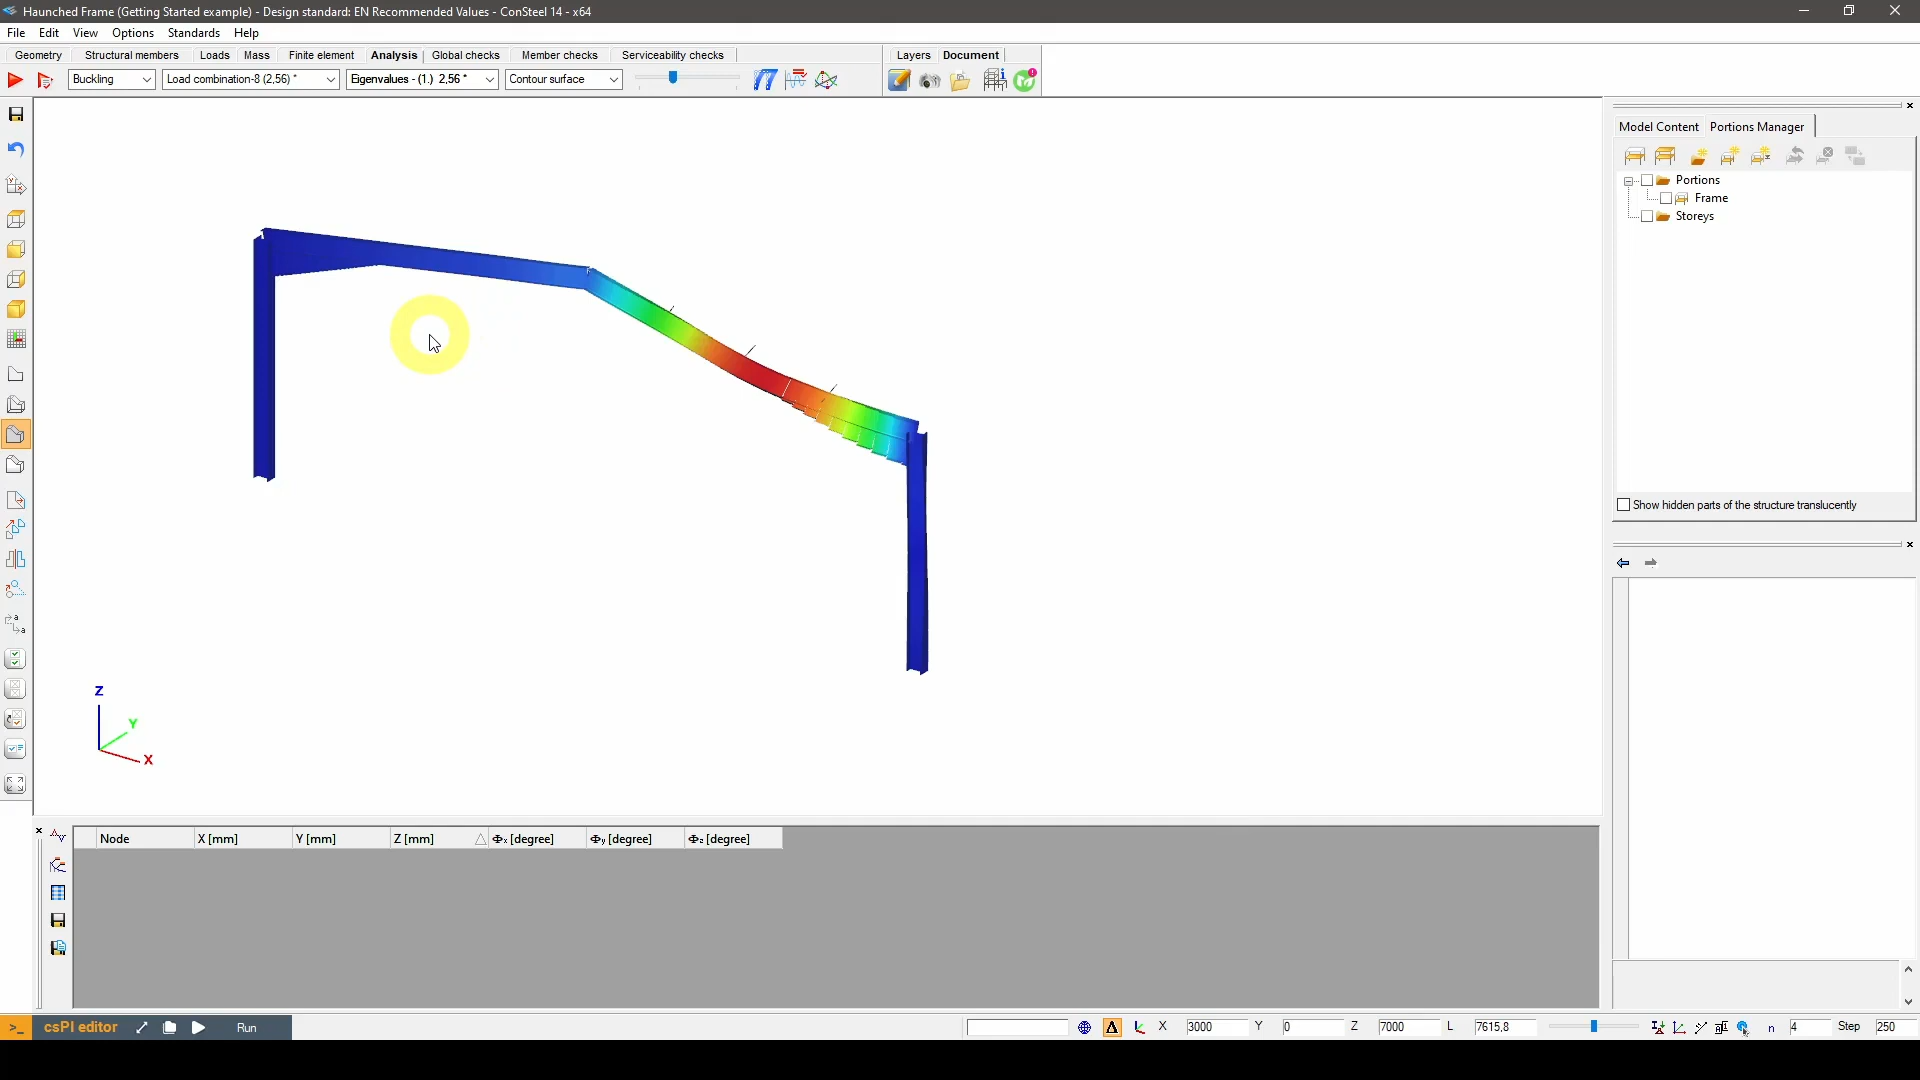 Haunched Frame (Getting Started example) - Design standard: EN Recommended Values - ConSteel 14 - x64
File Edit View Options Standards Help
Geometry Structural members Loads Mass Finite element Analysis Global checks Member checks Serviceability checks Layers Document
Buckling Load combination-8 (2,56) * Eigenvalues - (1.) 2,56 * Contour surface
Model Content Portions Manager
Portions
Frame
Storeys
Show hidden parts of the structure translucently
Z
Y
X
Node X [mm] Y [mm] Z [mm] Φx [degree] Φy [degree] Φz [degree]
>_ csPI editor Run X 3000 Y 0 Z 7000 L 7615,8 n 4 Step 250